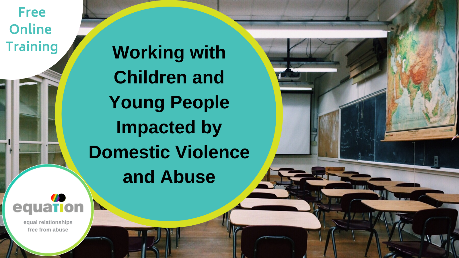 Free
Online
Training
Working with
Children and
Young People
Impacted by
Domestic Violence
and Abuse
equation
equal relationships
free from abuse